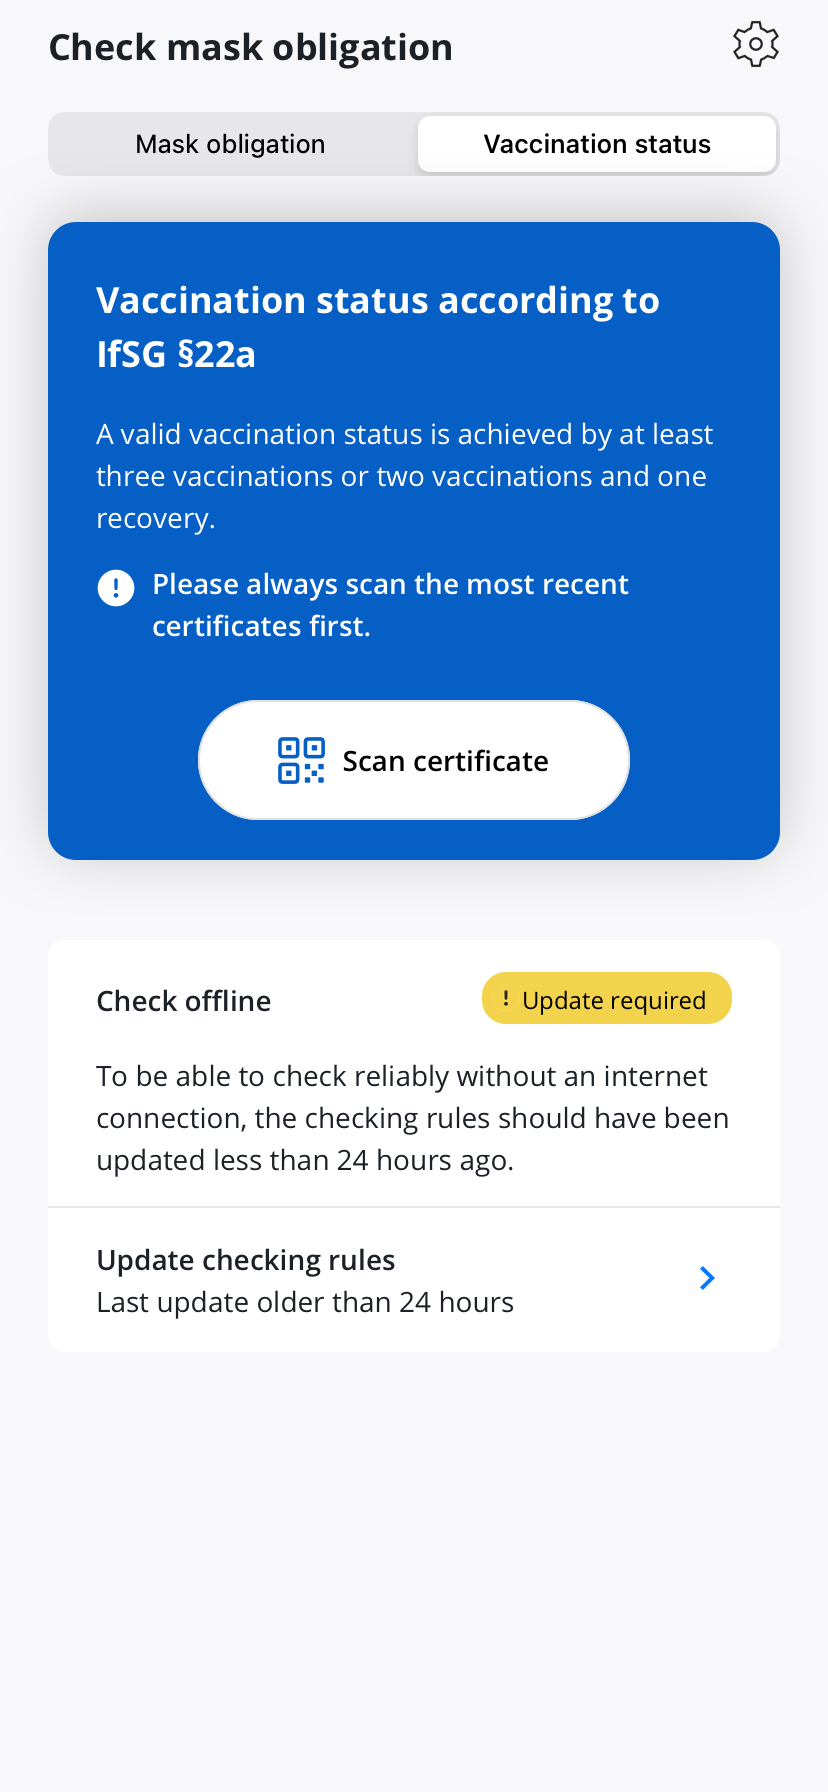 Check mask obligation
Mask obligation
Vaccination status
Vaccination status according to
IfSG §22a
A valid vaccination status is achieved by at least
three vaccinations or two vaccinations and one
recovery.
! Please always scan the most recent
certificates first.
Scan certificate
Check offline
! Update required
To be able to check reliably without an internet
connection, the checking rules should have been
updated less than 24 hours ago.
Update checking rules
Last update older than 24 hours